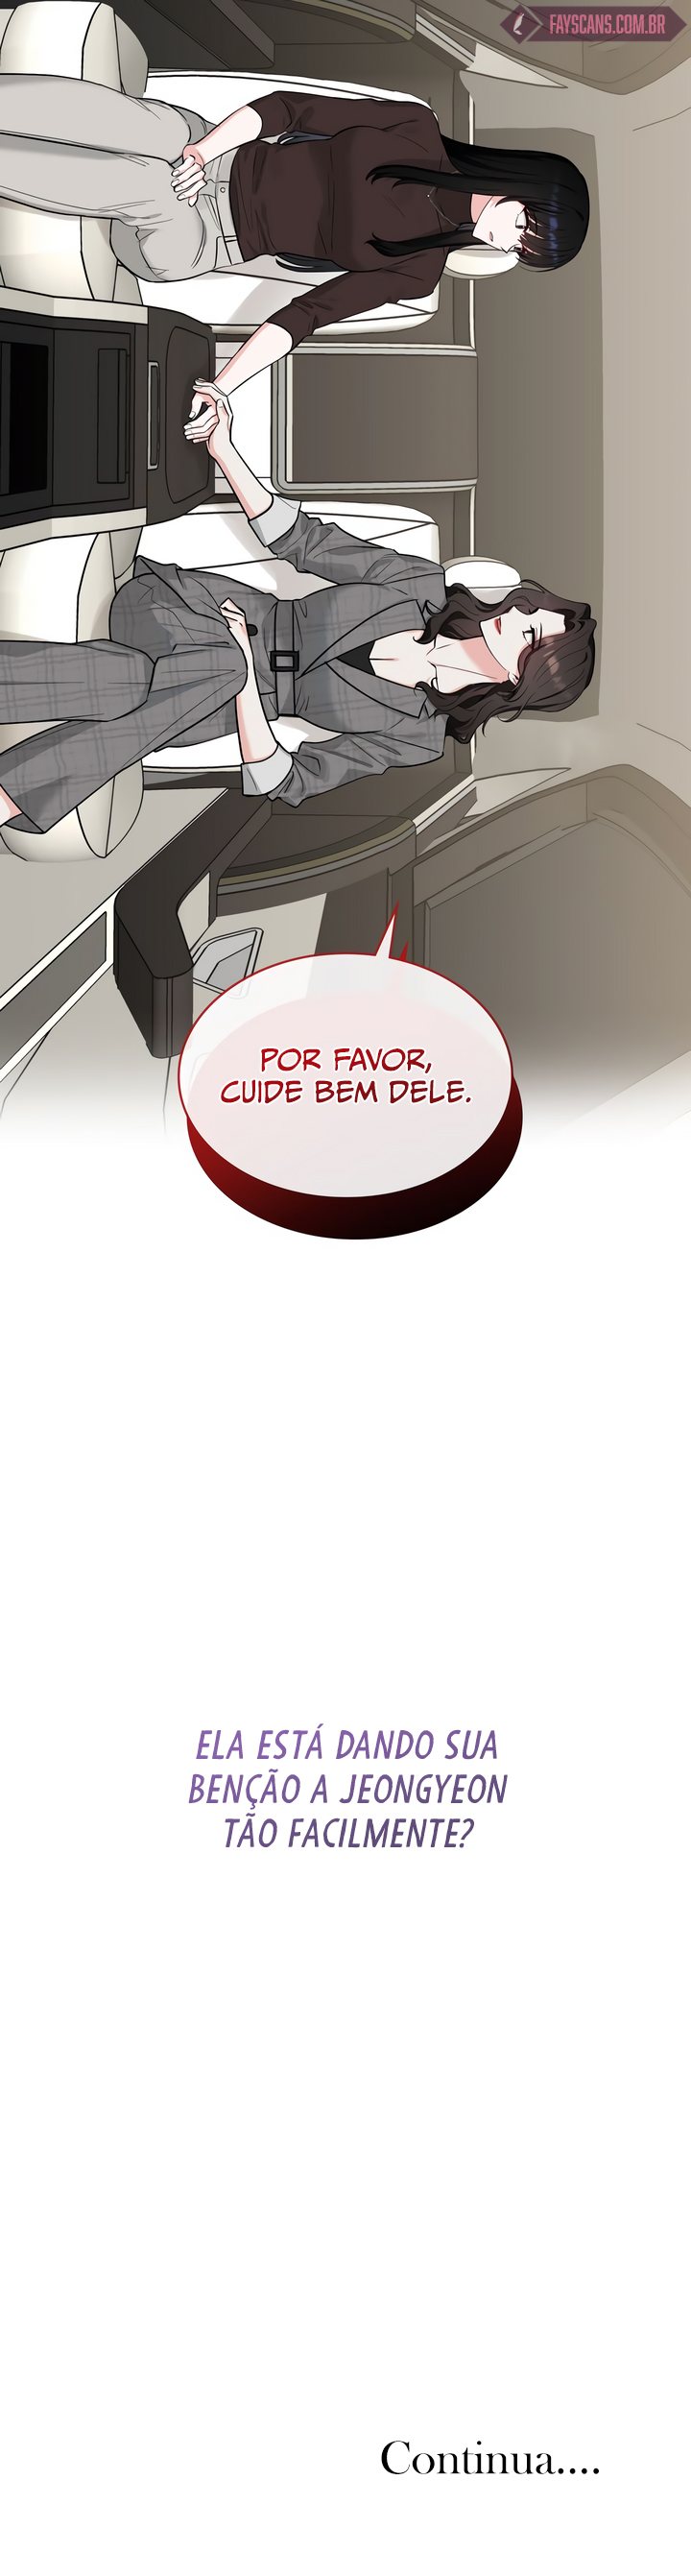 FAYSCANS.COM.BR
POR FAVOR,
CUIDE BEM DELE.
ELA ESTÁ DANDO SUA
BENÇÃO A JEONGYEON
TÃO FACILMENTE?
Continua....